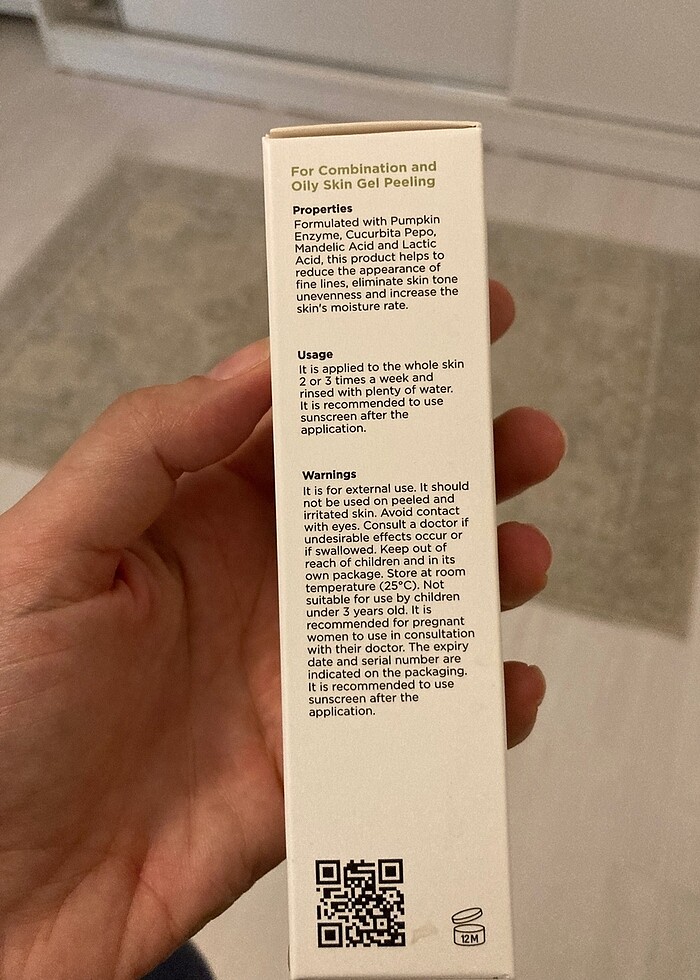 For Combination and
Oily Skin Gel Peeling
Properties
Formulated with Pumpkin
Enzyme, Cucurbita Pepo,
Mandelic Acid and Lactic
Acid, this product helps to
reduce the appearance of
fine lines, eliminate skin tone
unevenness and increase the
skin's moisture rate.
Usage
It is applied to the whole skin
2 or 3 times a week and
rinsed with plenty of water.
It is recommended to use
sunscreen after the
application.
Warnings
It is for external use. It should
not be used on peeled and
irritated skin. Avoid contact
with eyes. Consult a doctor if
undesirable effects occur or
if swallowed. Keep out of
reach of children and in its
own package. Store at room
temperature (25°C). Not
suitable for use by children
under 3 years old. It is
recommended for pregnant
women to use in consultation
with their doctor. The expiry
date and serial number are
indicated on the packaging.
It is recommended to use
sunscreen after the
application.
12M